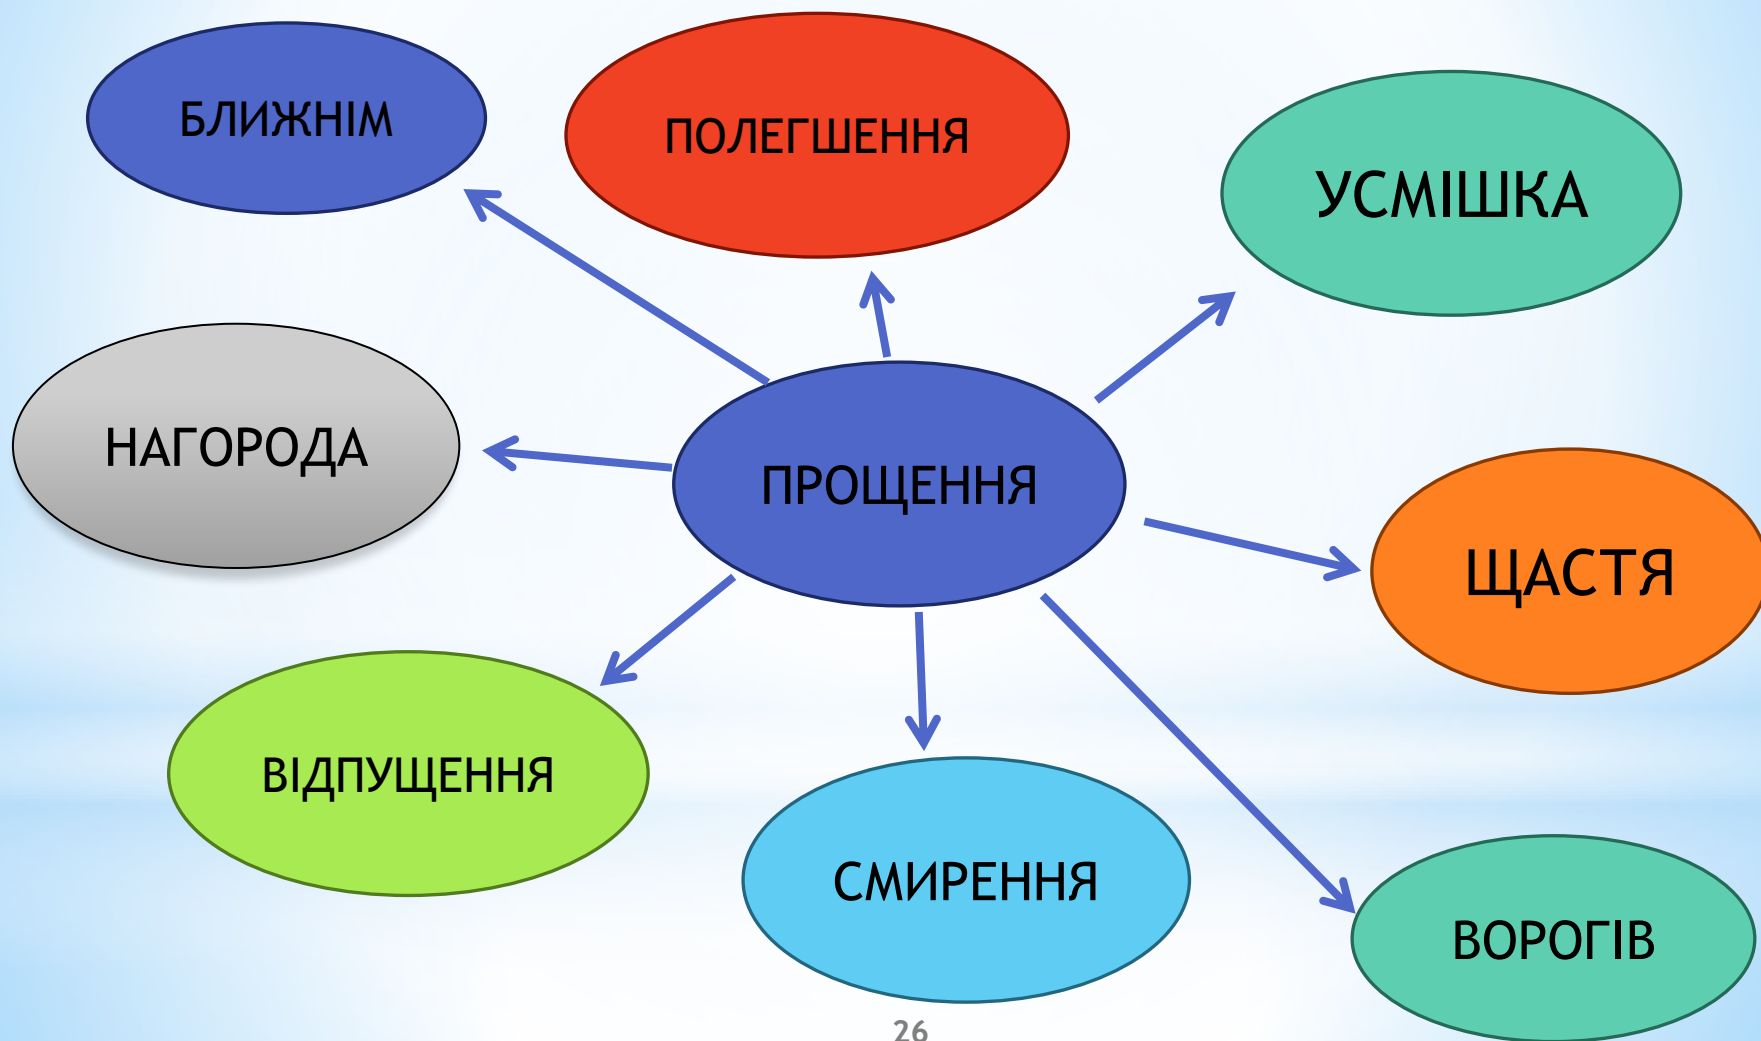 БЛИЖНІМ
ПОЛЕГШЕННЯ
УСМІШКА
НАГОРОДА
ПРОЩЕННЯ
ЩАСТЯ
ВІДПУЩЕННЯ
СМИРЕННЯ
ВОРОГІВ
26